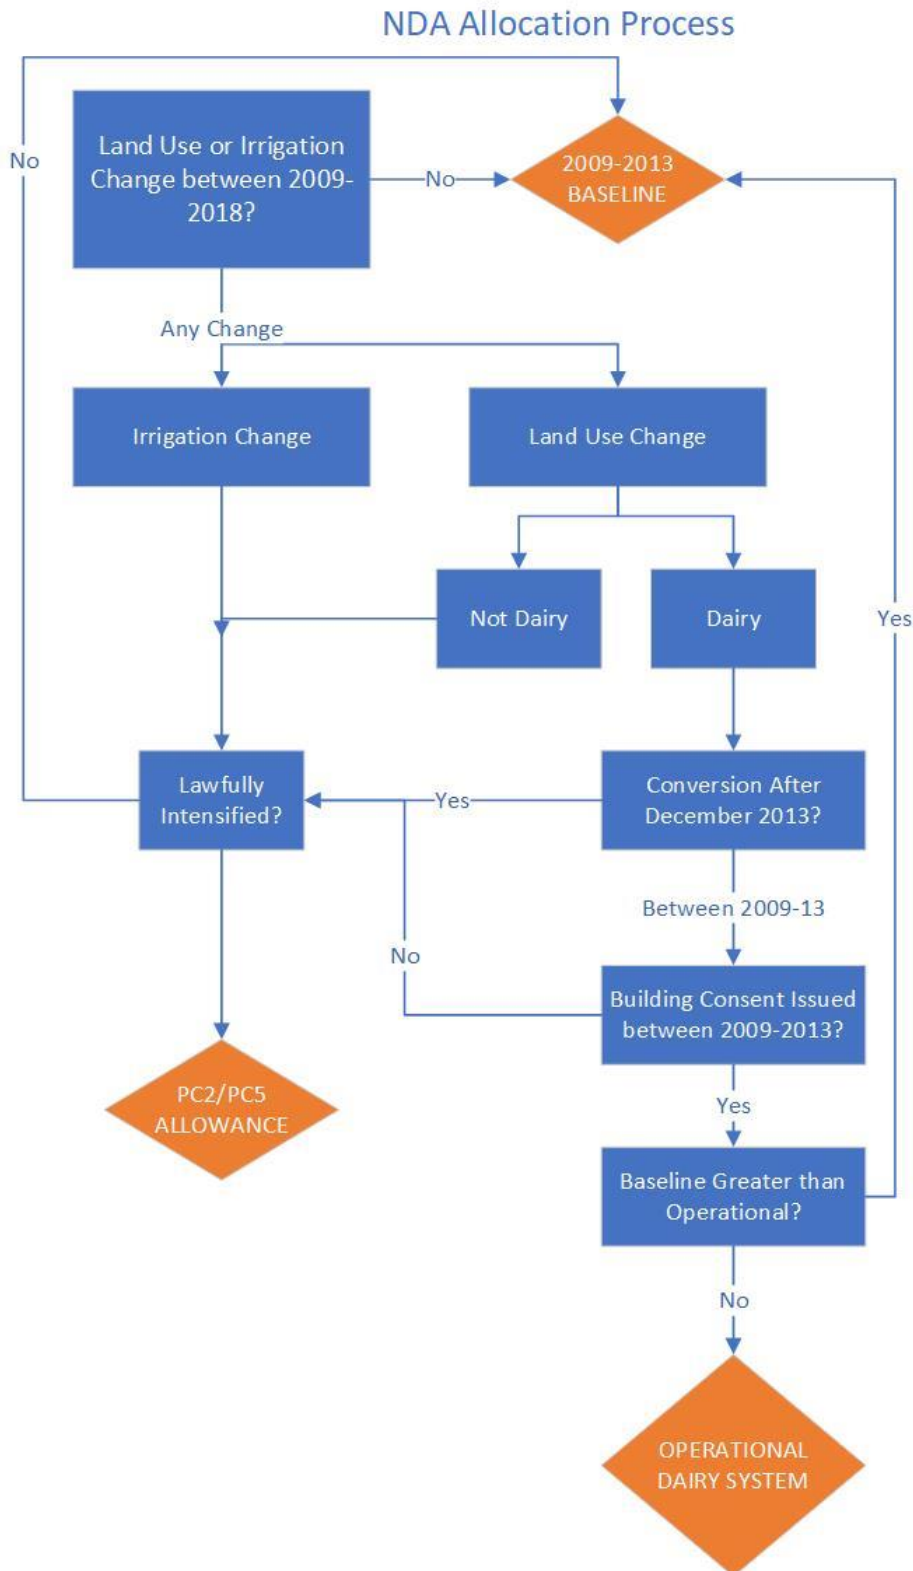 NDA Allocation Process
No
Land Use or Irrigation
Change between 2009-
2018?
No
2009-2013
BASELINE
Any Change
Irrigation Change
Land Use Change
Not Dairy
Dairy
Yes
Lawfully
Intensified?
Yes
Conversion After
December 2013?
Between 2009-13
No
Building Consent Issued
between 2009-2013?
PC2/PC5
ALLOWANCE
Yes
Baseline Greater than
Operational?
No
OPERATIONAL
DAIRY SYSTEM